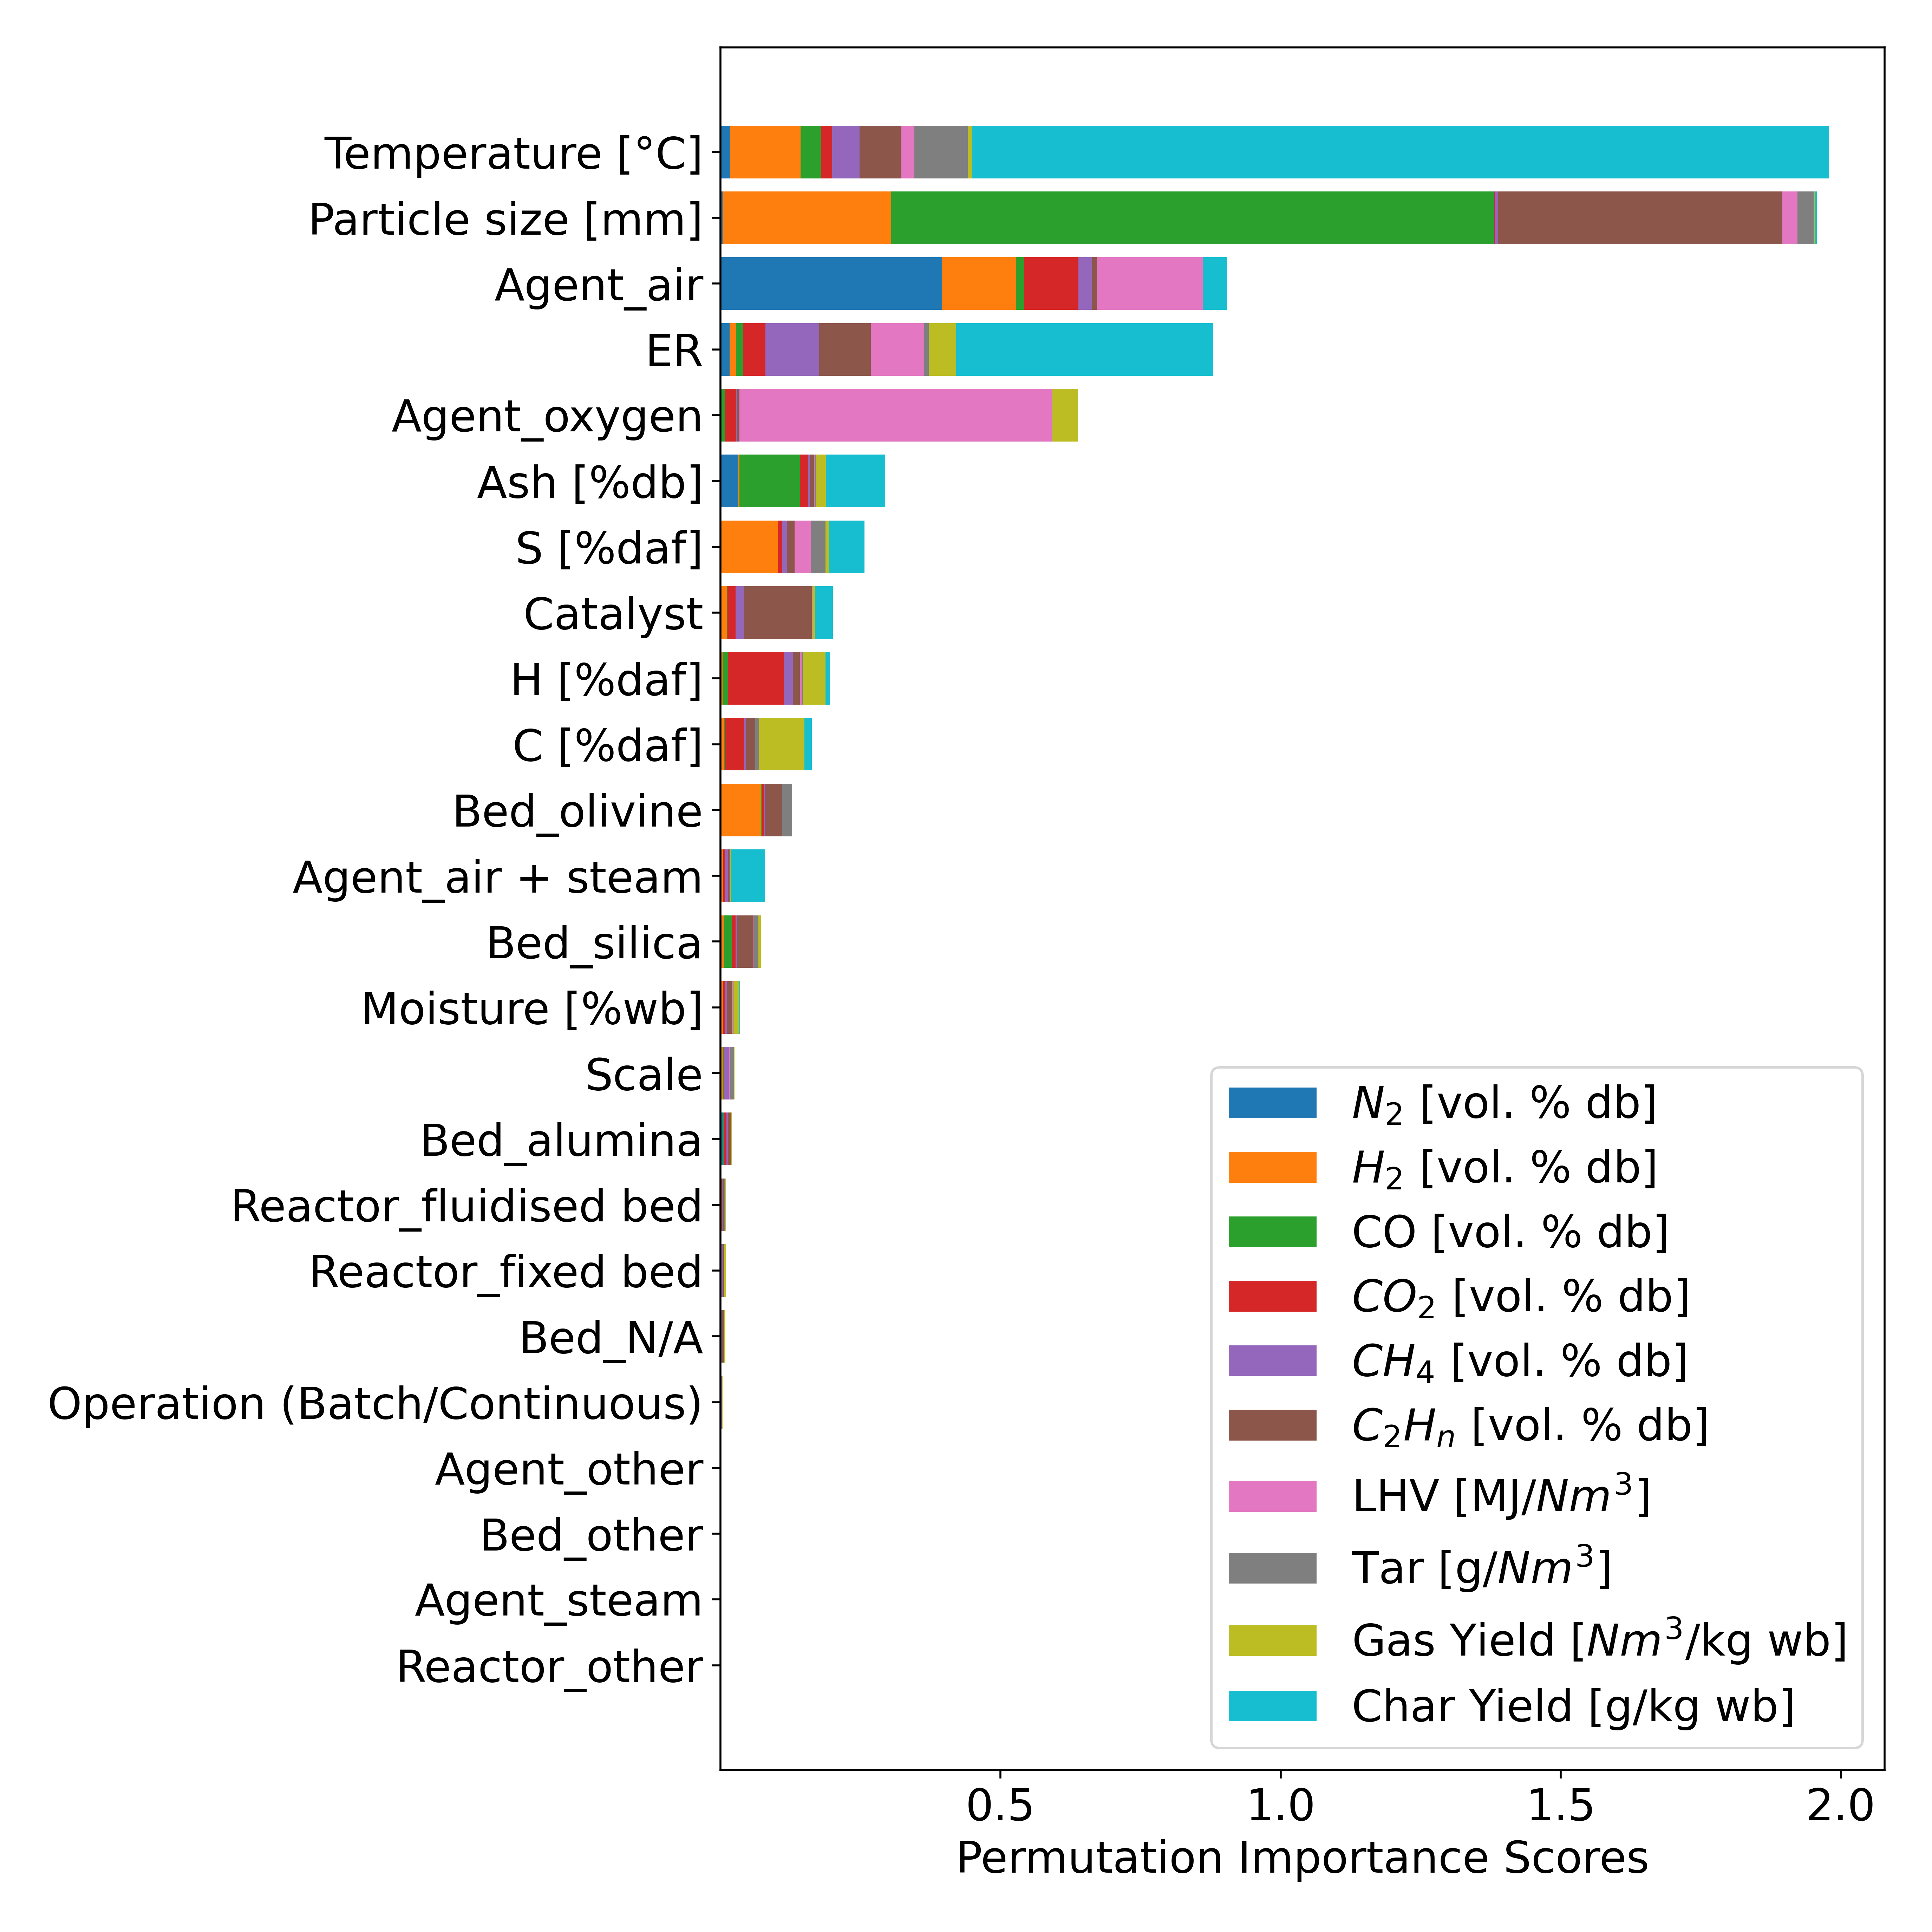 Temperature [°C]
Particle size [mm]
Agent_air
ER
Agent_oxygen
Ash [%db]
S [%daf]
Catalyst
H [%daf]
C [%daf]
Bed_olivine
Agent_air + steam
Bed_silica
Moisture [%wb]
Scale
Bed_alumina
Reactor_fluidised bed
Reactor_fixed bed
Bed_N/A
Operation (Batch/Continuous)
Agent_other
Bed_other
Agent_steam
Reactor_other
N₂ [vol. % db]
H₂ [vol. % db]
CO [vol. % db]
CO₂ [vol. % db]
CH₄ [vol. % db]
C₂Hₙ [vol. % db]
LHV [MJ/Nm³]
Tar [g/Nm³]
Gas Yield [Nm³/kg wb]
Char Yield [g/kg wb]
0.5 1.0 1.5 2.0
Permutation Importance Scores